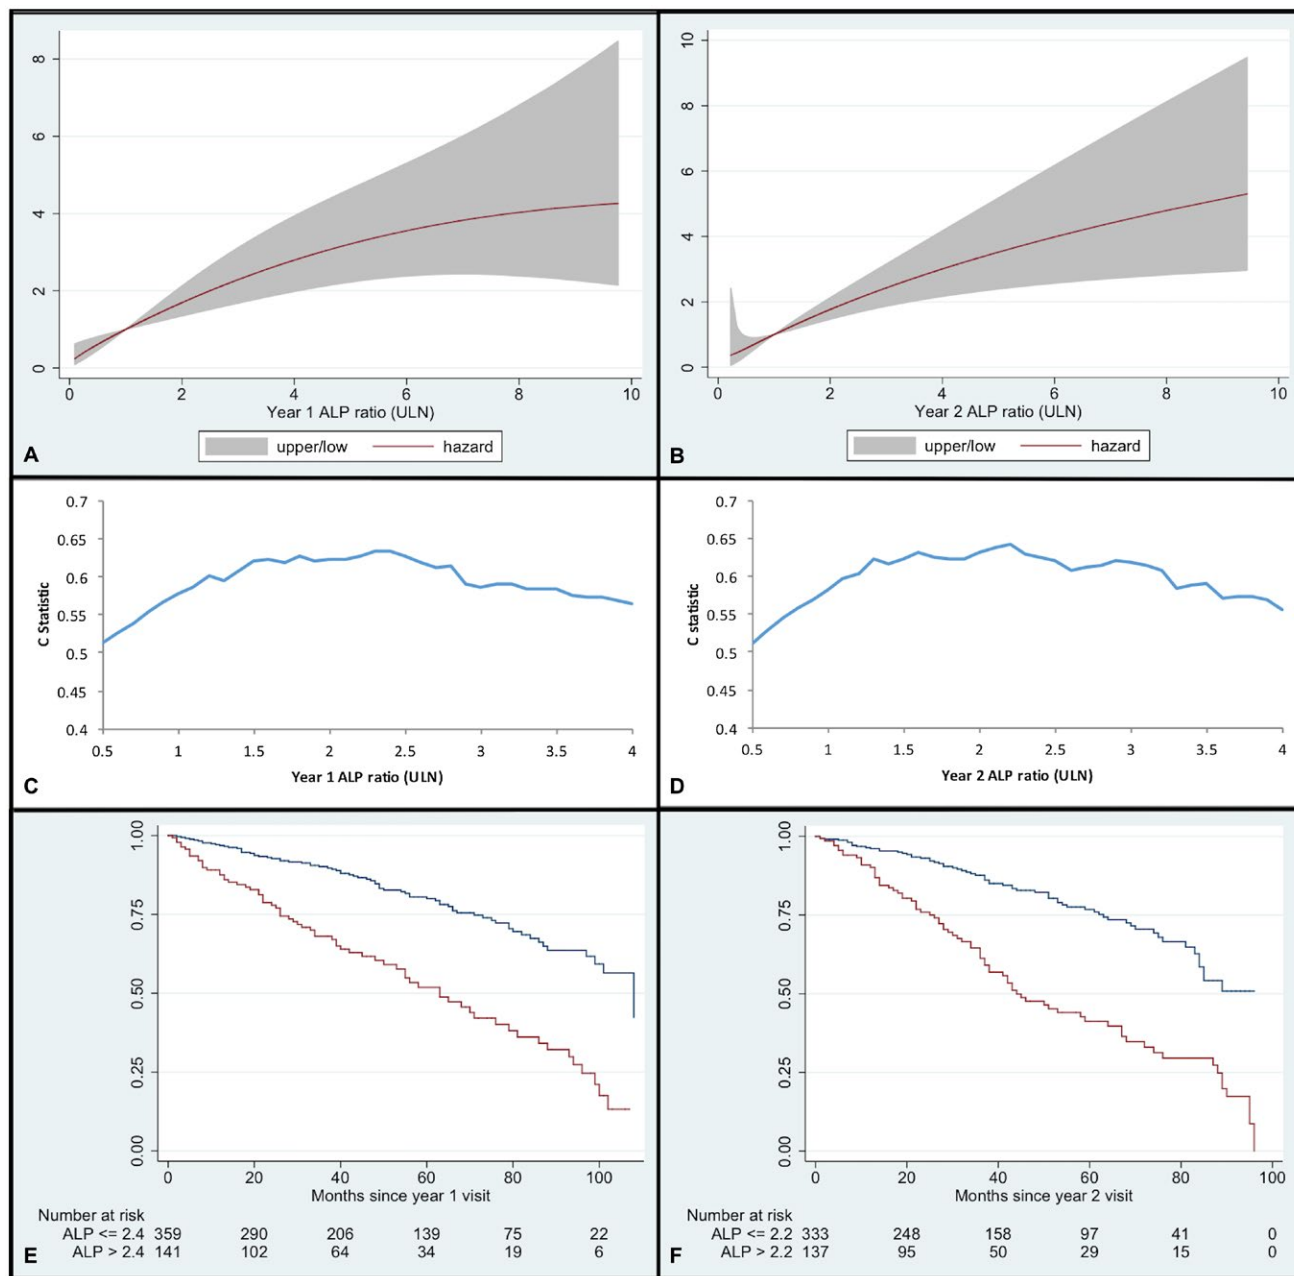 8
6
4
2
0
0 2 4 6 8 10
Year 1 ALP ratio (ULN)
upper/low hazard
A
10
8
6
4
2
0
0 2 4 6 8 10
Year 2 ALP ratio (ULN)
upper/low hazard
B
0.7
0.65
0.6
0.55
0.5
0.45
0.4
C Statistic
0.5 1 1.5 2 2.5 3 3.5 4
Year 1 ALP ratio (ULN)
C
0.7
0.65
0.6
0.55
0.5
0.45
0.4
C statistic
0.5 1 1.5 2 2.5 3 3.5 4
Year 2 ALP ratio (ULN)
D
1.00
0.75
0.50
0.25
0.00
0 20 40 60 80 100
Months since year 1 visit
Number at risk
ALP <= 2.4 359 290 206 139 75 22
ALP > 2.4 141 102 64 34 19 6
E
1.00
0.75
0.50
0.25
0.00
0 20 40 60 80 100
Months since year 2 visit
Number at risk
ALP <= 2.2 333 248 158 97 41 0
ALP > 2.2 137 95 50 29 15 0
F